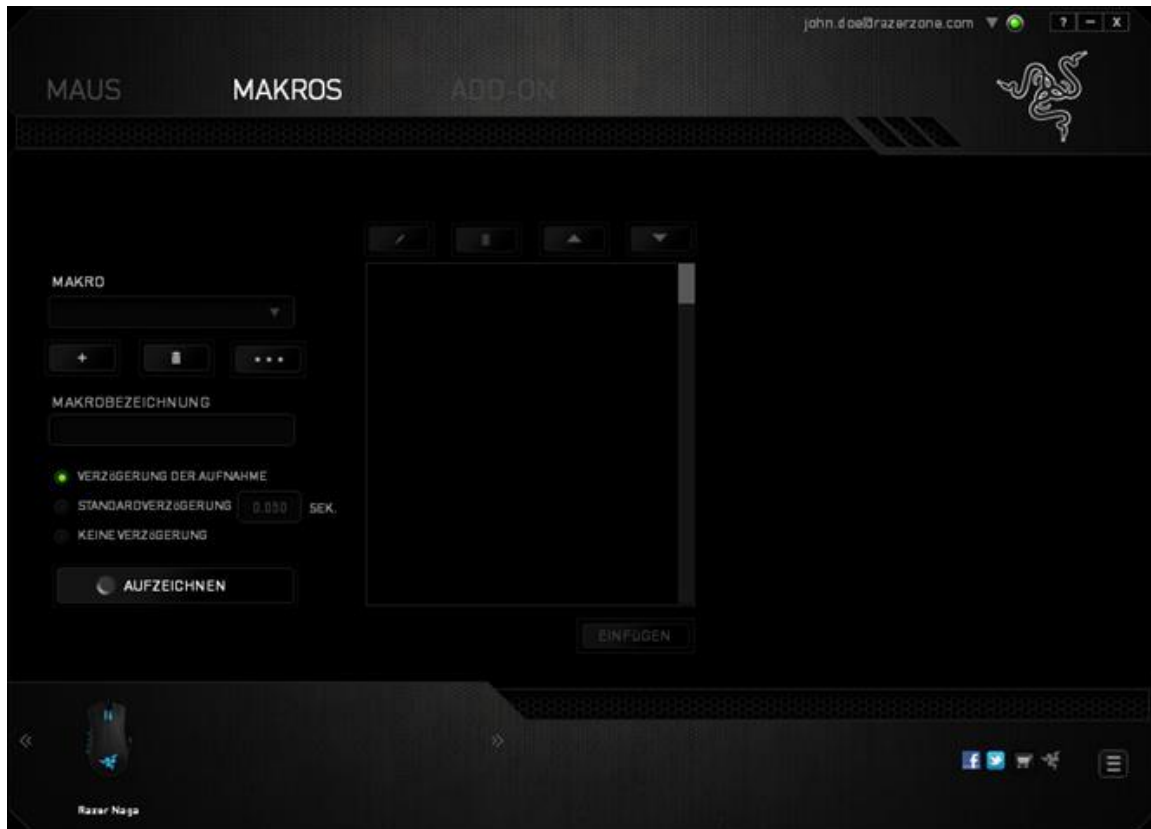 john.doe@razerzone.com
? – X
MAUS MAKROS ADD-ON
MAKRO
+
MAKROBEZEICHNUNG
VERZöGERUNG DER AUFNAHME
STANDARDVERZöGERUNG 0.050 SEK.
KEINE VERZöGERUNG
AUFZEICHNEN
EINFüGEN
Razer Naga